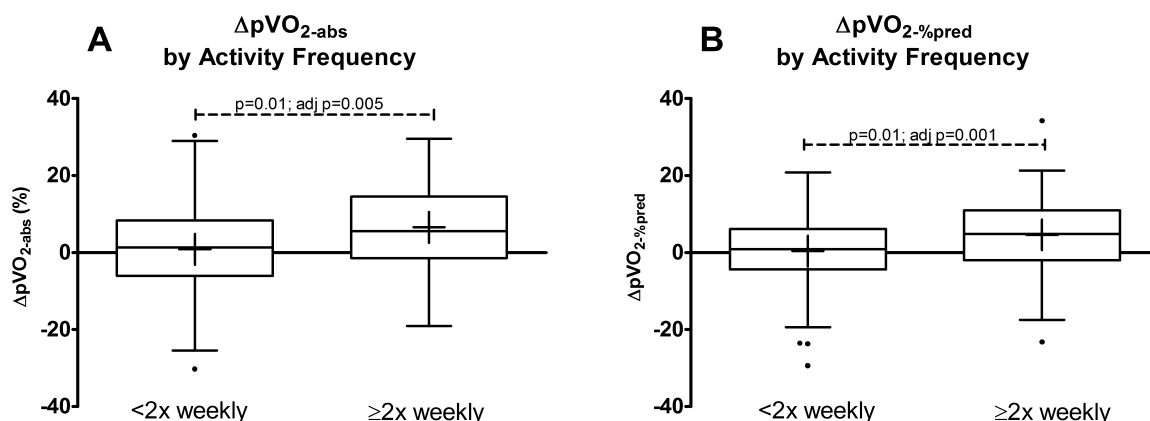 A
ΔpVO2-abs
by Activity Frequency
p=0.01; adj p=0.005
ΔpVO2-abs (%)
40
20
0
-20
-40
<2x weekly
≥2x weekly
B
ΔpVO2-%pred
by Activity Frequency
p=0.01; adj p=0.001
ΔpVO2-%pred
40
20
0
-20
-40
<2x weekly
≥2x weekly